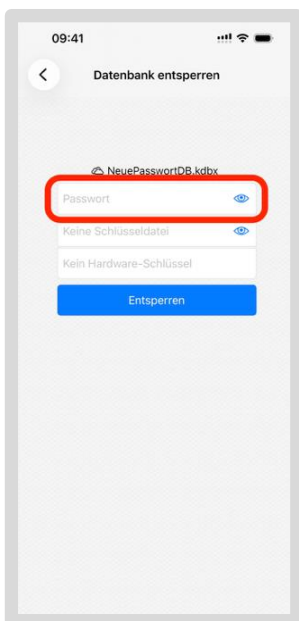 09:41
Datenbank entsperren
NeuePasswortDB.kdbx
Passwort
Keine Schlüsseldatei
Kein Hardware-Schlüssel
Entsperren